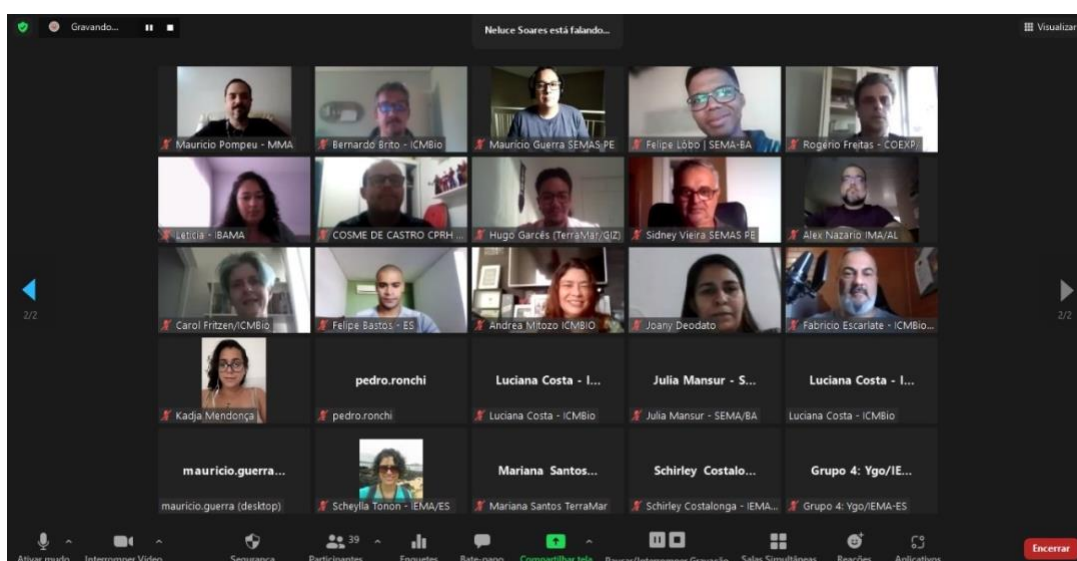 Gravando...
Neluce Soares está falando...
Visualizar
Mauricio Pompeu - MMA
Bernardo Brito - ICMBio
Maurício Guerra SEMAS PE
Felipe Lôbo | SEMA-BA
Rogério Freitas - COEXP/
Leticia - IBAMA
COSME DE CASTRO CPRH ...
Hugo Garcês (TerraMar/GIZ)
Sidney Vieira SEMAS PE
Alex Nazario IMA/AL
2/2
Carol Fritzen/ICMBio
Felipe Bastos - ES
Andrea Mitozo ICMBIO
Joany Deodato
Fabricio Escarlate - ICMBio...
2/2
Kadja Mendonça
pedro.ronchi
pedro.ronchi
Luciana Costa - I...
Luciana Costa - ICMBio
Julia Mansur - S...
Julia Mansur - SEMA/BA
Luciana Costa - I...
Luciana Costa - ICMBio
mauricio.guerra...
mauricio.guerra (desktop)
Scheylla Tonon - IEMA/ES
Mariana Santos...
Mariana Santos TerraMar
Schirley Costalo...
Schirley Costalonga - IEMA...
Grupo 4: Ygo/IE...
Grupo 4: Ygo/IEMA-ES
Ativar mudo
Interromper Vídeo
Segurança
39
Participantes
Enquetes
Bate-papo
Compartilhar tela
Pausar/Interromper Gravação
Salas Simultâneas
Reações
Aplicativos
Encerrar